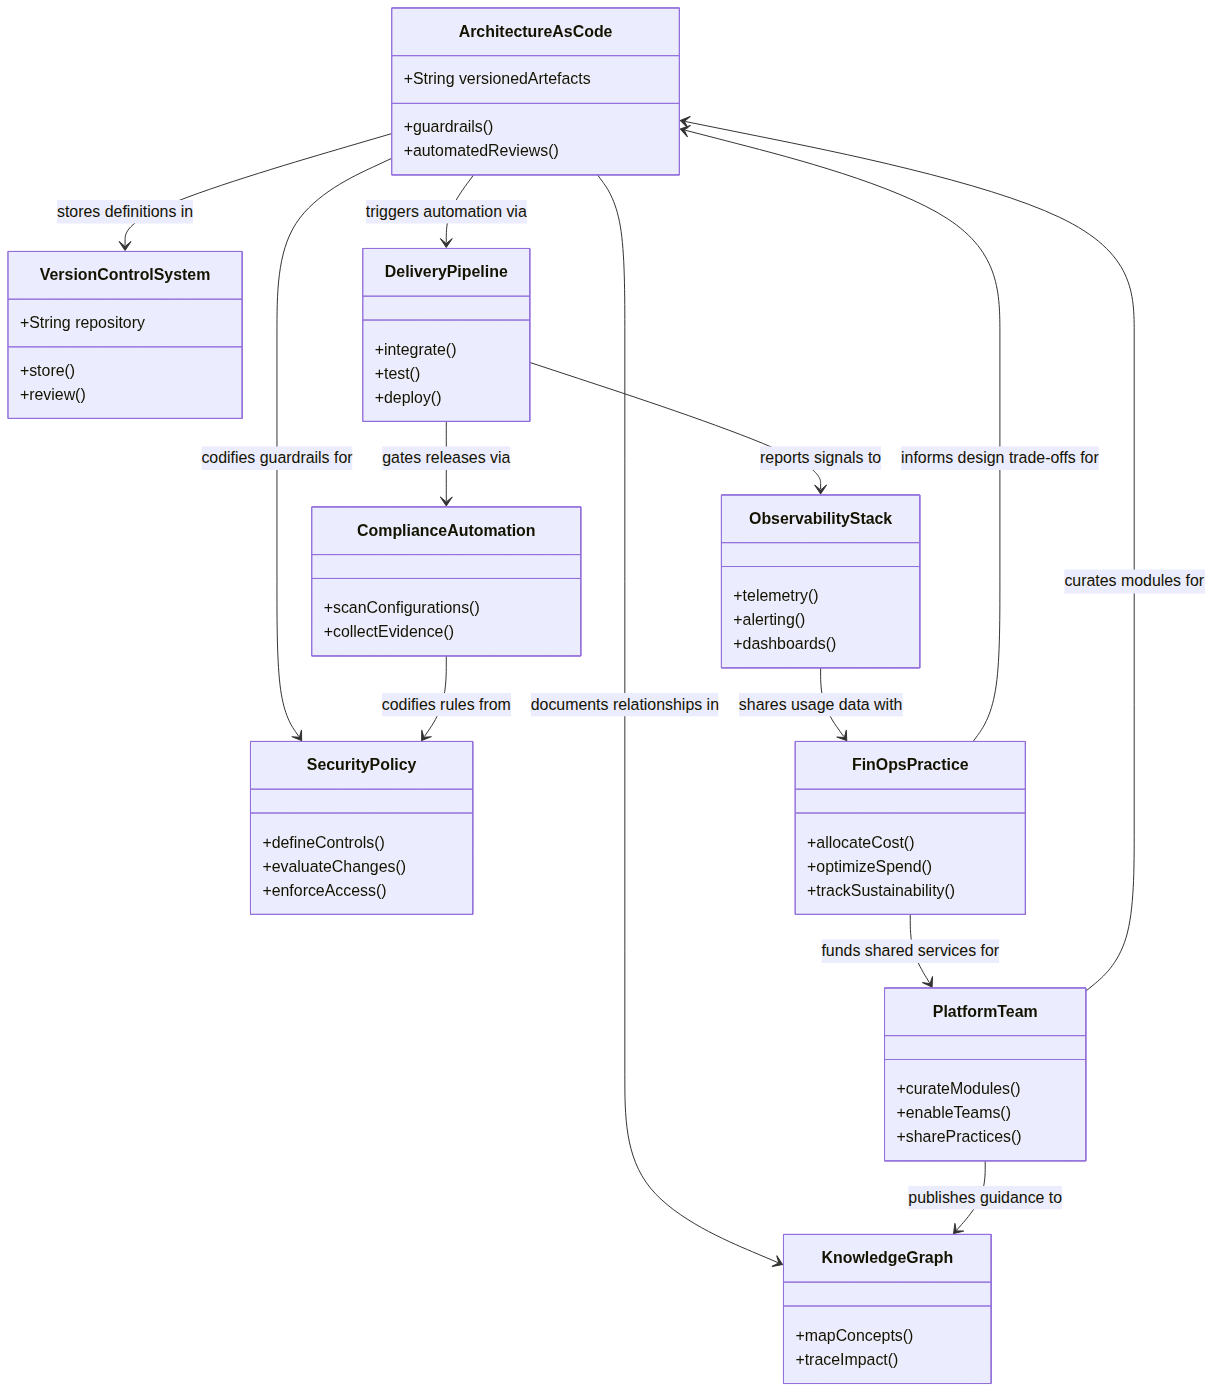 ArchitectureAsCode
+String versionedArtefacts
+guardrails()
+automatedReviews()
stores definitions in
triggers automation via
VersionControlSystem
+String repository
+store()
+review()
DeliveryPipeline
+integrate()
+test()
+deploy()
codifies guardrails for
gates releases via
reports signals to
informs design trade-offs for
ComplianceAutomation
+scanConfigurations()
+collectEvidence()
ObservabilityStack
+telemetry()
+alerting()
+dashboards()
curates modules for
codifies rules from
documents relationships in
shares usage data with
SecurityPolicy
+defineControls()
+evaluateChanges()
+enforceAccess()
FinOpsPractice
+allocateCost()
+optimizeSpend()
+trackSustainability()
funds shared services for
PlatformTeam
+curateModules()
+enableTeams()
+sharePractices()
publishes guidance to
KnowledgeGraph
+mapConcepts()
+traceImpact()